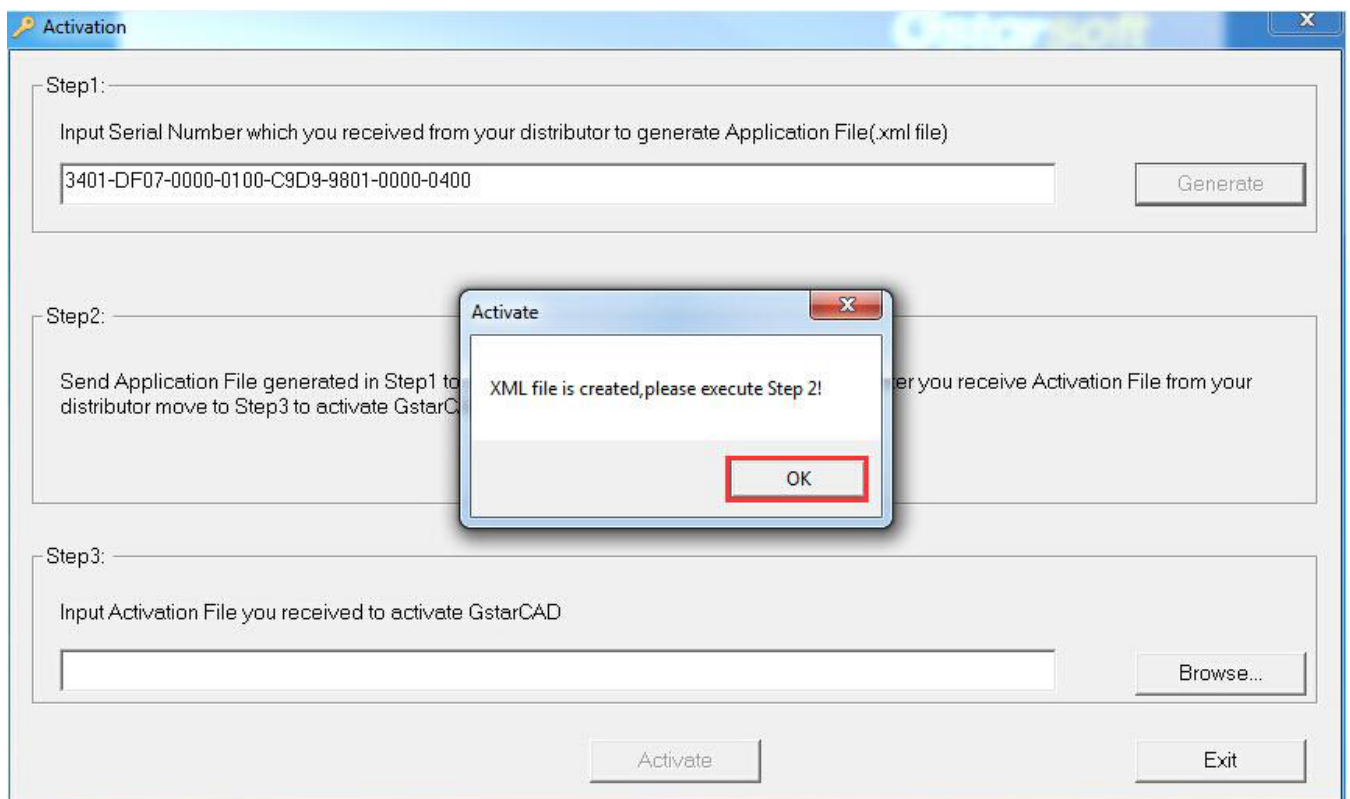 Activation
Step1:
Input Serial Number which you received from your distributor to generate Application File(.xml file)
3401-DF07-0000-0100-C9D9-9801-0000-0400
Generate
Step2:
Send Application File generated in Step1 to
you receive Activation File from your
distributor move to Step3 to activate
Activate
XML file is created,please execute Step 2!
OK
Step3:
Input Activation File you received to activate GstarCAD
Browse...
Activate
Exit